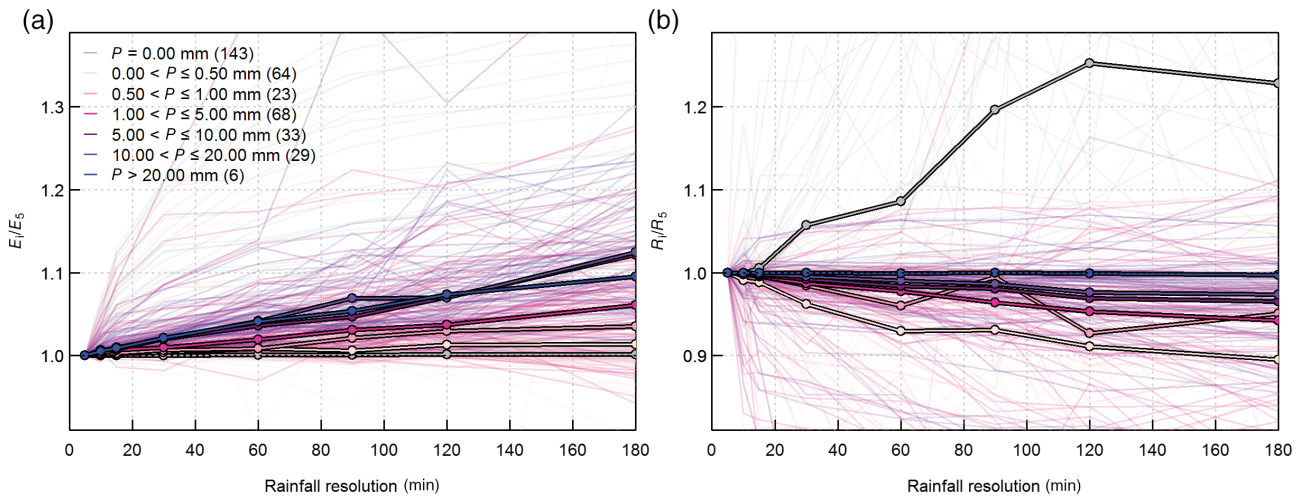 (a)
P = 0.00 mm (143)
0.00 < P ≤ 0.50 mm (64)
0.50 < P ≤ 1.00 mm (23)
1.00 < P ≤ 5.00 mm (68)
5.00 < P ≤ 10.00 mm (33)
10.00 < P ≤ 20.00 mm (29)
P > 20.00 mm (6)
1.3
1.2
1.1
1.0
Ei/E5
0 20 40 60 80 100 120 140 160 180
Rainfall resolution (min)
(b)
1.2
1.1
1.0
0.9
Ri/R5
0 20 40 60 80 100 120 140 160 180
Rainfall resolution (min)